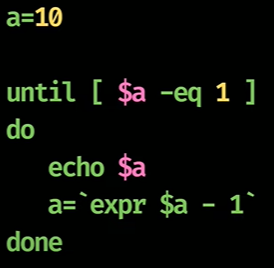 a=10
until [ $a -eq 1 ]
do
echo $a
a=`expr $a - 1`
done